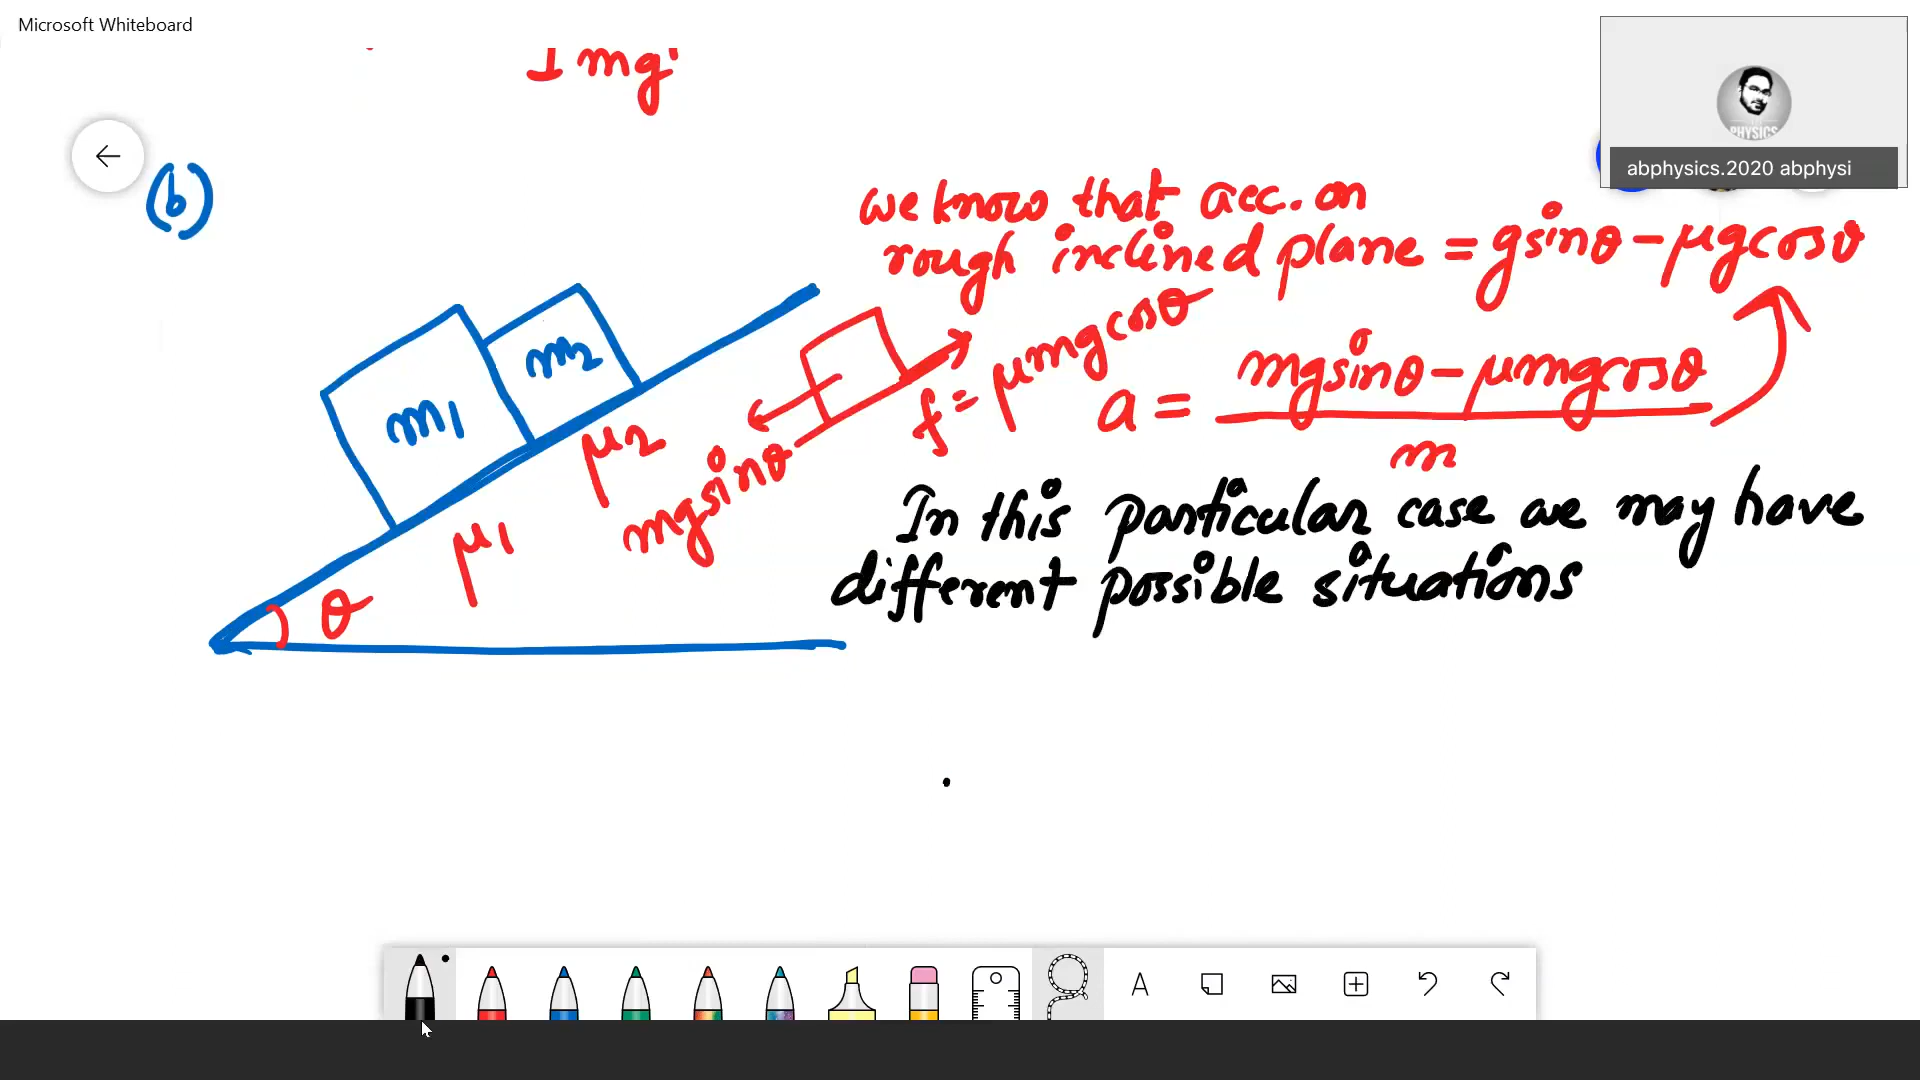 Microsoft Whiteboard
mg
PHYSICS
abphysics.2020 abphysi
(b)
we know that acc. on
rough inclined plane = gsinθ - μgcosθ
m1
m2
μ1
μ2
θ
mgsinθ
f = μmgcosθ
a = mgsinθ - μmgcosθ
m
In this particular case we may have
different possible situations
A